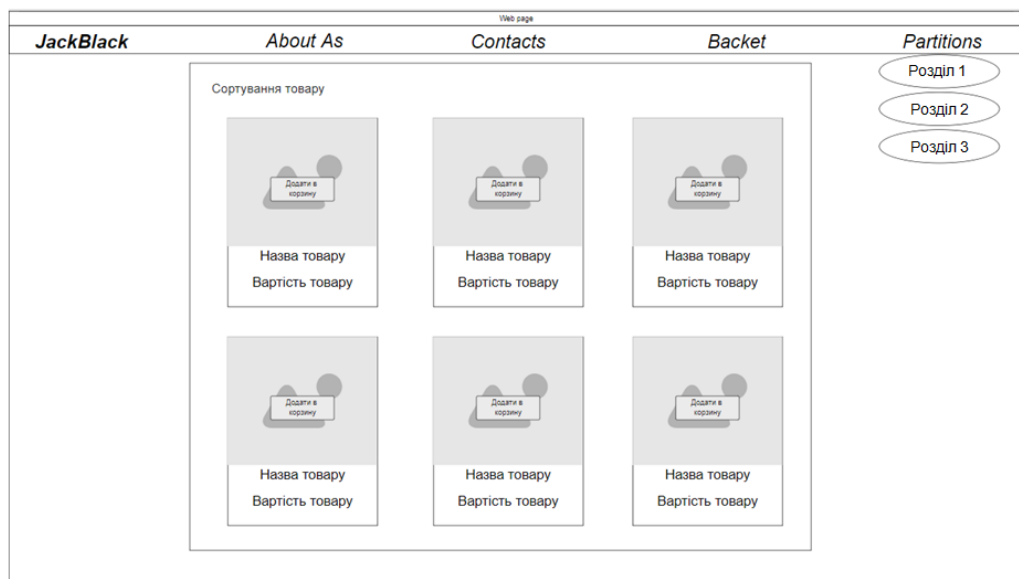 Web page
JackBlack About As Contacts Backet Partitions
Розділ 1
Розділ 2
Розділ 3
Сортування товару
Додати в Додати в Додати в
корзину корзину корзину
Назва товару Назва товару Назва товару
Вартість товару Вартість товару Вартість товару
Додати в Додати в Додати в
корзину корзину корзину
Назва товару Назва товару Назва товару
Вартість товару Вартість товару Вартість товару